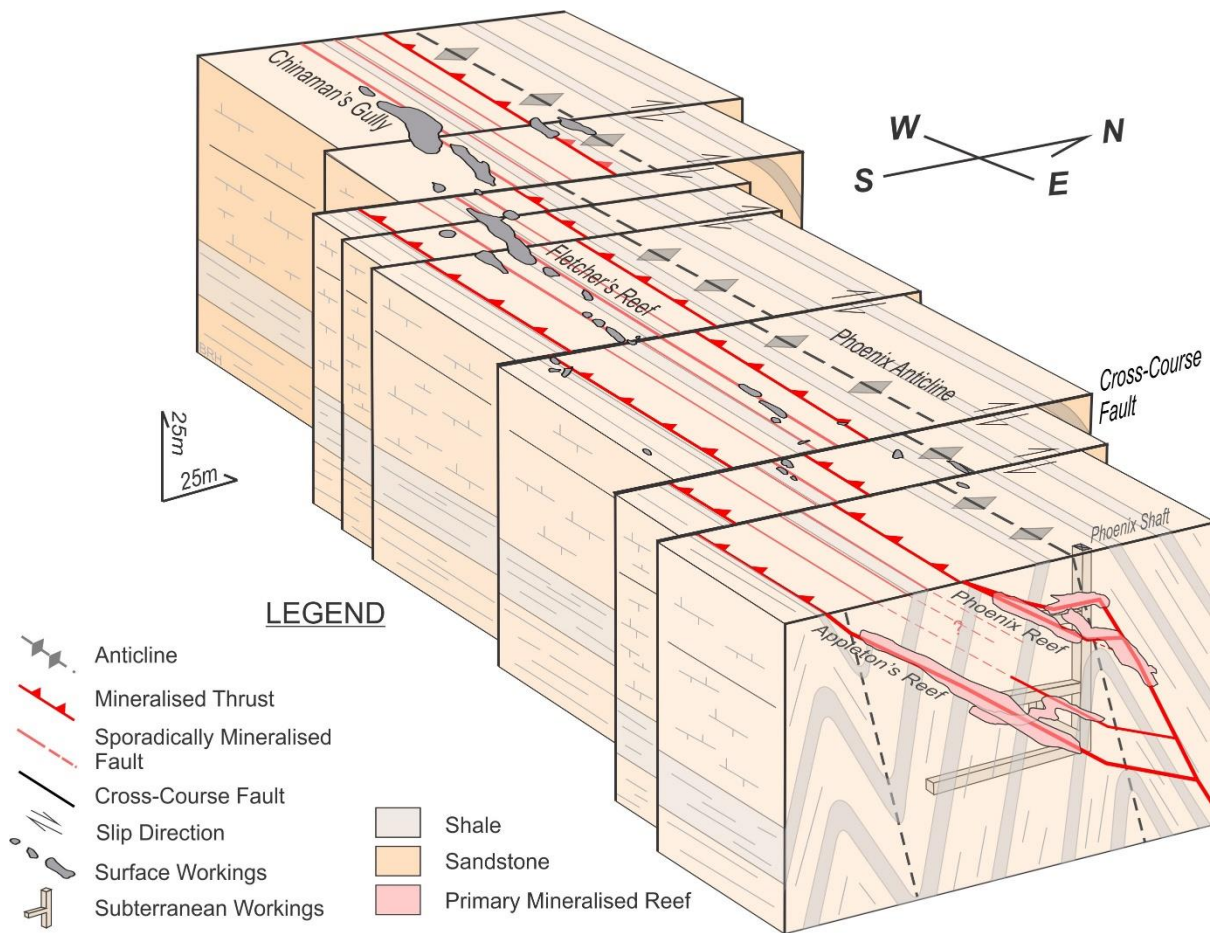 Chinaman's
Gully
W
N
S
E
Fletcher's Reef
Phoenix Anticline
Cross-Course
Fault
BRH
25m
25m
Phoenix Shaft
Phoenix Reef
?
Appleton's Reef
LEGEND
Anticline
Mineralised Thrust
Sporadically Mineralised
Fault
Cross-Course Fault
Slip Direction
Surface Workings
Subterranean Workings
Shale
Sandstone
Primary Mineralised Reef